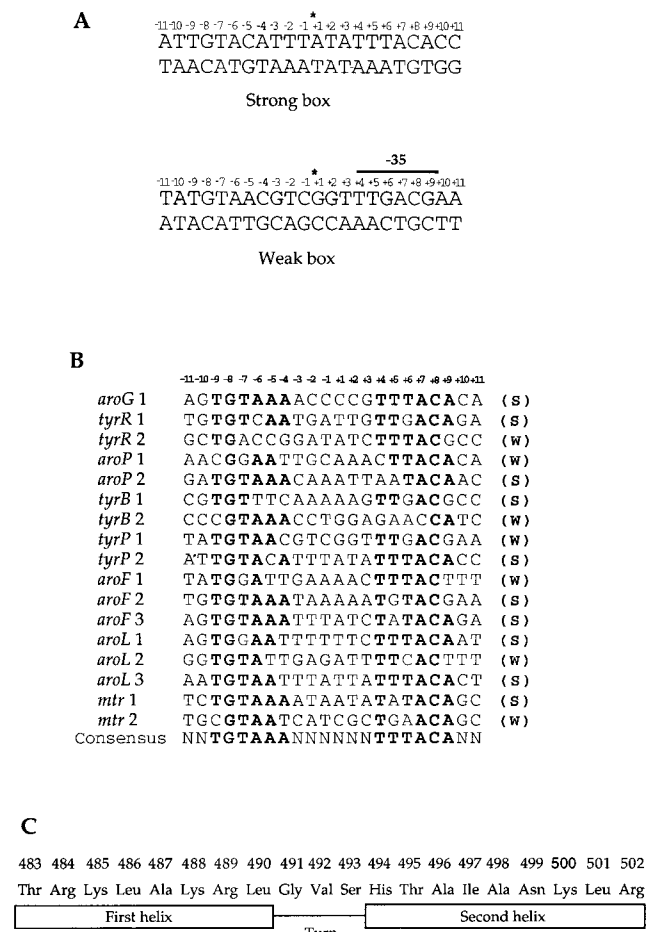 A
*
-11-10 -9 -8 -7 -6 -5 -4 -3 -2 -1 +1 +2 +3 +4 +5 +6 +7 +8 +9 +10+11
ATTGTACATTTATATTTACACC
TAACATGTAAATATAAATGTGG
Strong box
-35
*
-11-10 -9 -8 -7 -6 -5 -4 -3 -2 -1 +1 +2 +3 +4 +5 +6 +7 +8 +9 +10 +11
TATGTAACGTCGGTTTGACGAA
ATACATTGCAGCCAAACTGCTT
Weak box
B
-11 -10 -9 -8 -7 -6 -5 -4 -3 -2 -1 +1 +2 +3 +4 +5 +6 +7 +8 +9 +10 +11
aroG 1 AGTGTAAAACCCCGTTTACACA (S)
tyrR 1 TGTGTCAATGATTGTTGACAGA (S)
tyrR 2 GCTGACCGGATATCTTTACGCC (W)
aroP 1 AACGGAATTGCAAACTTACACA (W)
aroP 2 GATGTAAACAAATTAATACAAC (S)
tyrB 1 CGTGTTTCAAAAAGTTGACGCC (S)
tyrB 2 CCCGTAAACCTGGAGAACCATC (W)
tyrP 1 TATGTAACGTCGGTTTGACGAA (W)
tyrP 2 ATTGTACATTTATATTTACACC (S)
aroF 1 TATGGATTGAAAACTTTACTTT (W)
aroF 2 TGTGTAAATAAAAATGTACGAA (S)
aroF 3 AGTGTAAATTTATCTATACAGA (S)
aroL 1 AGTGGAATTTTTTCTTTACAAT (S)
aroL 2 GGTGTATTGAGATTTTCACTTT (W)
aroL 3 AATGTAATTTATTATTTACACT (S)
mtr 1 TCTGTAAAATAATATATACAGC (S)
mtr 2 TGCGTAATCATCGCTGAACAGC (W)
Consensus NNTGTAAANNNNNNTTTACANN
C
483 484 485 486 487 488 489 490 491 492 493 494 495 496 497 498 499 500 501 502
Thr Arg Lys Leu Ala Lys Arg Leu Gly Val Ser His Thr Ala Ile Ala Asn Lys Leu Arg
First helix Second helix
Turn